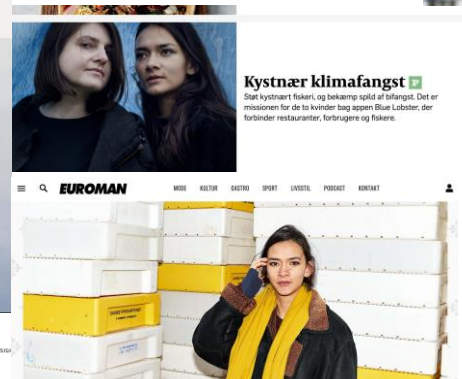 Kystnær klimafangst P
Støt kystnært fiskeri, og bekæmp spild af bifangst. Det er
missionen for de to kvinder bag appen Blue Lobster, der
forbinder restauranter, forbrugere og fiskere.
EUROMAN MODE KULTUR GASTRO SPORT LIVSSTIL PODCAST KONTAKT